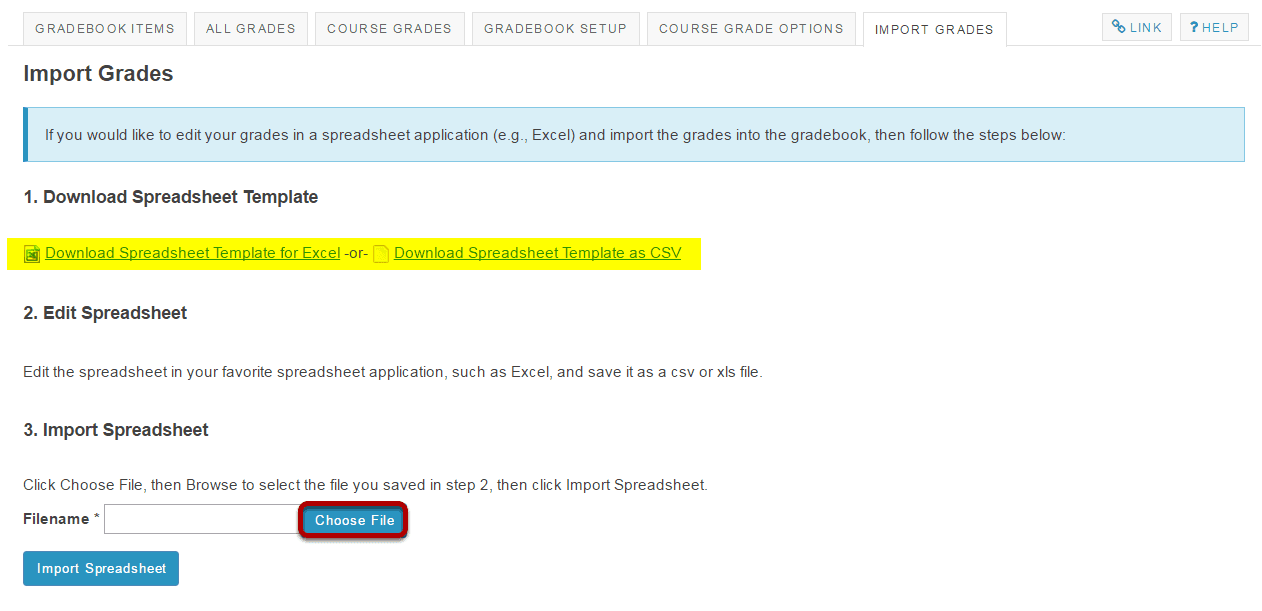 GRADEBOOK ITEMS ALL GRADES COURSE GRADES GRADEBOOK SETUP COURSE GRADE OPTIONS IMPORT GRADES LINK ? HELP
Import Grades
If you would like to edit your grades in a spreadsheet application (e.g., Excel) and import the grades into the gradebook, then follow the steps below:
1. Download Spreadsheet Template
Download Spreadsheet Template for Excel -or- Download Spreadsheet Template as CSV
2. Edit Spreadsheet
Edit the spreadsheet in your favorite spreadsheet application, such as Excel, and save it as a csv or xls file.
3. Import Spreadsheet
Click Choose File, then Browse to select the file you saved in step 2, then click Import Spreadsheet.
Filename * Choose File
Import Spreadsheet